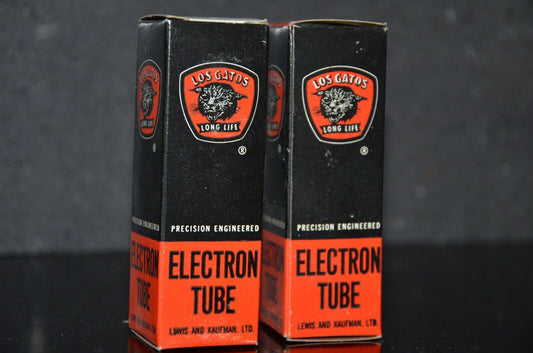 LOS GATOS
LONG LIFE
®
PRECISION ENGINEERED
ELECTRON
TUBE
LEWIS AND KAUFMAN, LTD.
LOS GATOS
LONG LIFE
®
PRECISION ENGINEERED
ELECTRON
TUBE
LEWIS AND KAUFMAN, LTD.